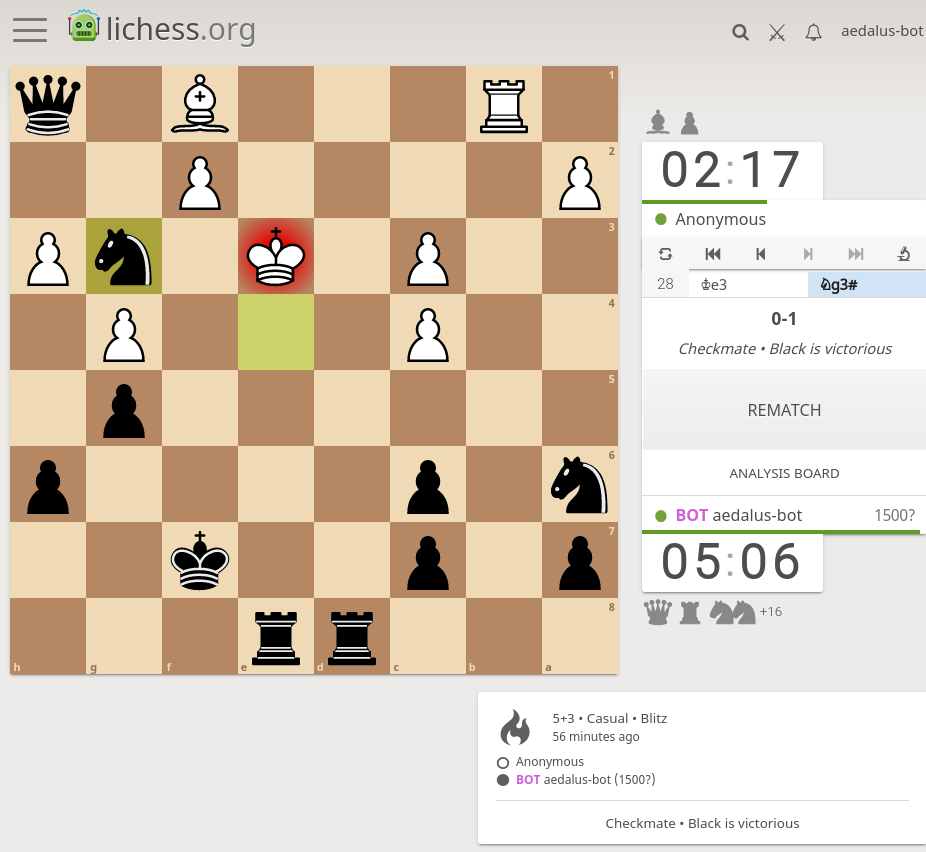 lichess.org
aedalus-bot
1
2
3
4
5
6
7
8
h g f e d c b a
02:17
Anonymous
28 ♔e3 ♘g3#
0-1
Checkmate • Black is victorious
REMATCH
ANALYSIS BOARD
BOT aedalus-bot 1500?
05:06
+16
5+3 • Casual • Blitz
56 minutes ago
Anonymous
BOT aedalus-bot (1500?)
Checkmate • Black is victorious